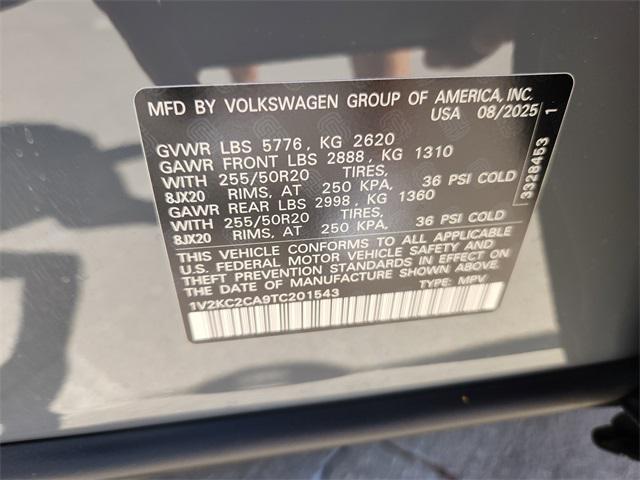 MFD BY VOLKSWAGEN GROUP OF AMERICA, INC.
USA 08/2025
GVWR LBS 5776, KG 2620
GAWR FRONT LBS 2888, KG 1310
WITH 255/50R20 TIRES,
8JX20 RIMS, AT 250 KPA, 36 PSI COLD
GAWR REAR LBS 2998, KG 1360
WITH 255/50R20 TIRES,
8JX20 RIMS, AT 250 KPA, 36 PSI COLD
THIS VEHICLE CONFORMS TO ALL APPLICABLE
U.S. FEDERAL MOTOR VEHICLE SAFETY AND
THEFT PREVENTION STANDARDS IN EFFECT ON
THE DATE OF MANUFACTURE SHOWN ABOVE.
1V2KC2CA9TC201543 TYPE: MPV
3328453 1